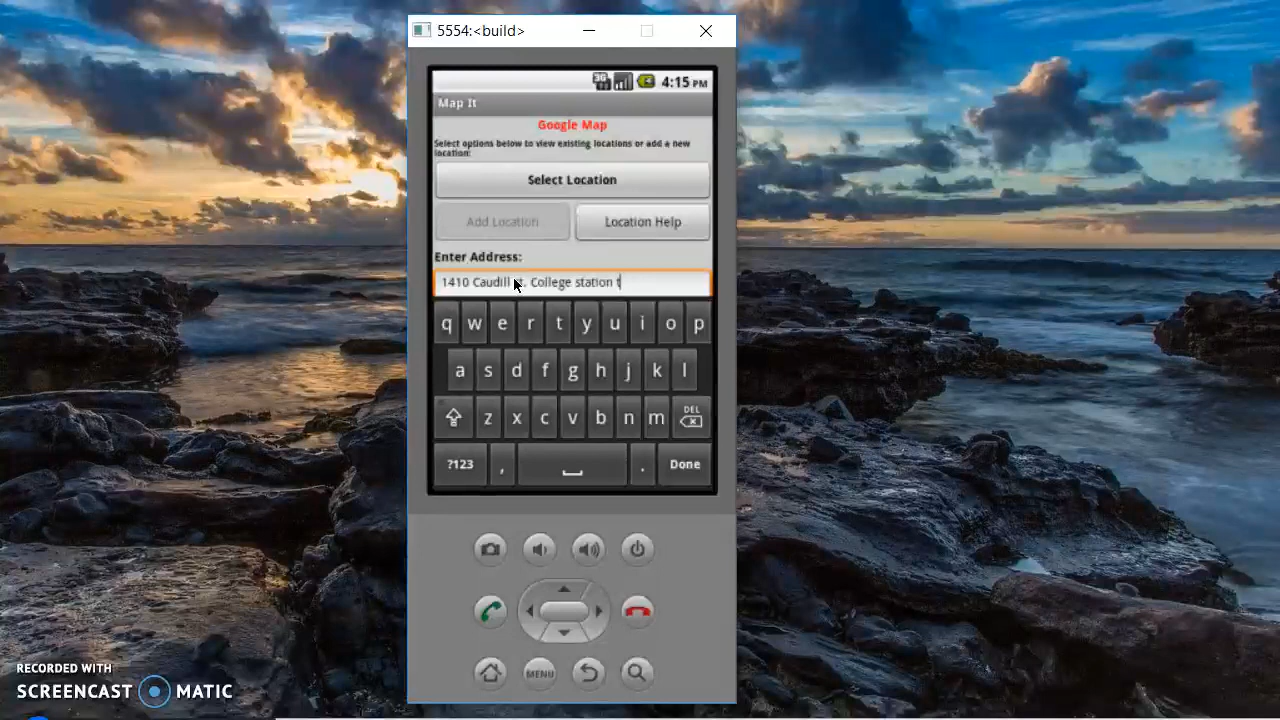 5554:<build>
3G 4:15 PM
Map It
Google Map
Select options below to view existing locations or add a new
location:
Select Location
Add Location Location Help
Enter Address:
1410 Caudill College station t
q w e r t y u i o p
a s d f g h j k l
z x c v b n m DEL
?123 , . Done
MENU
RECORDED WITH
SCREENCAST MATIC